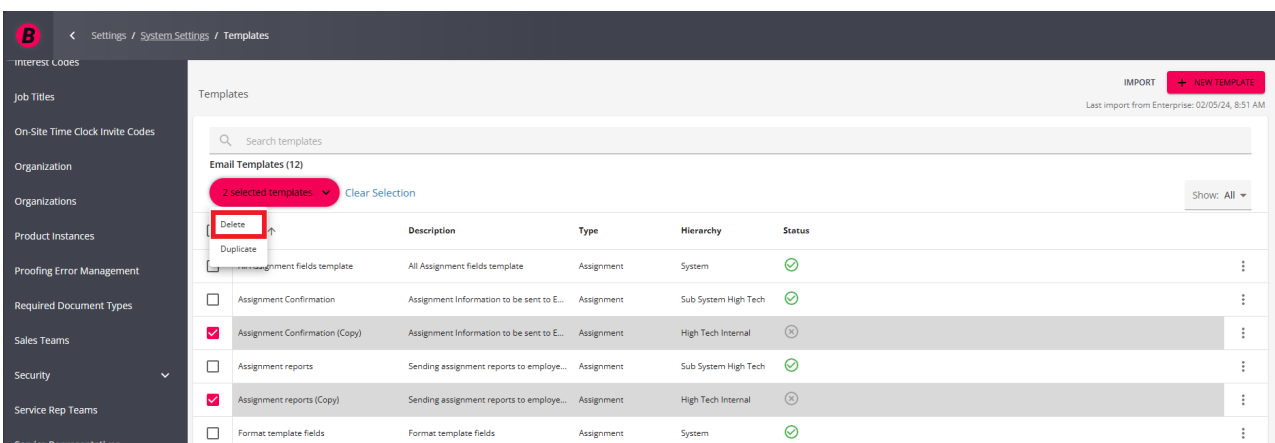 B
Settings / System Settings / Templates
Interest Codes
Job Titles
On-Site Time Clock Invite Codes
Organization
Organizations
Product Instances
Proofing Error Management
Required Document Types
Sales Teams
Security
Service Rep Teams
Templates
IMPORT
+ NEW TEMPLATE
Last import from Enterprise: 02/05/24, 8:51 AM
Search templates
Email Templates (12)
2 selected templates
Clear Selection
Show: All
Delete
Duplicate
Description Type Hierarchy Status
Assignment fields template All Assignment fields template Assignment System
Assignment Confirmation Assignment Information to be sent to E... Assignment Sub System High Tech
Assignment Confirmation (Copy) Assignment Information to be sent to E... Assignment High Tech Internal
Assignment reports Sending assignment reports to employe... Assignment Sub System High Tech
Assignment reports (Copy) Sending assignment reports to employe... Assignment High Tech Internal
Format template fields Format template fields Assignment System